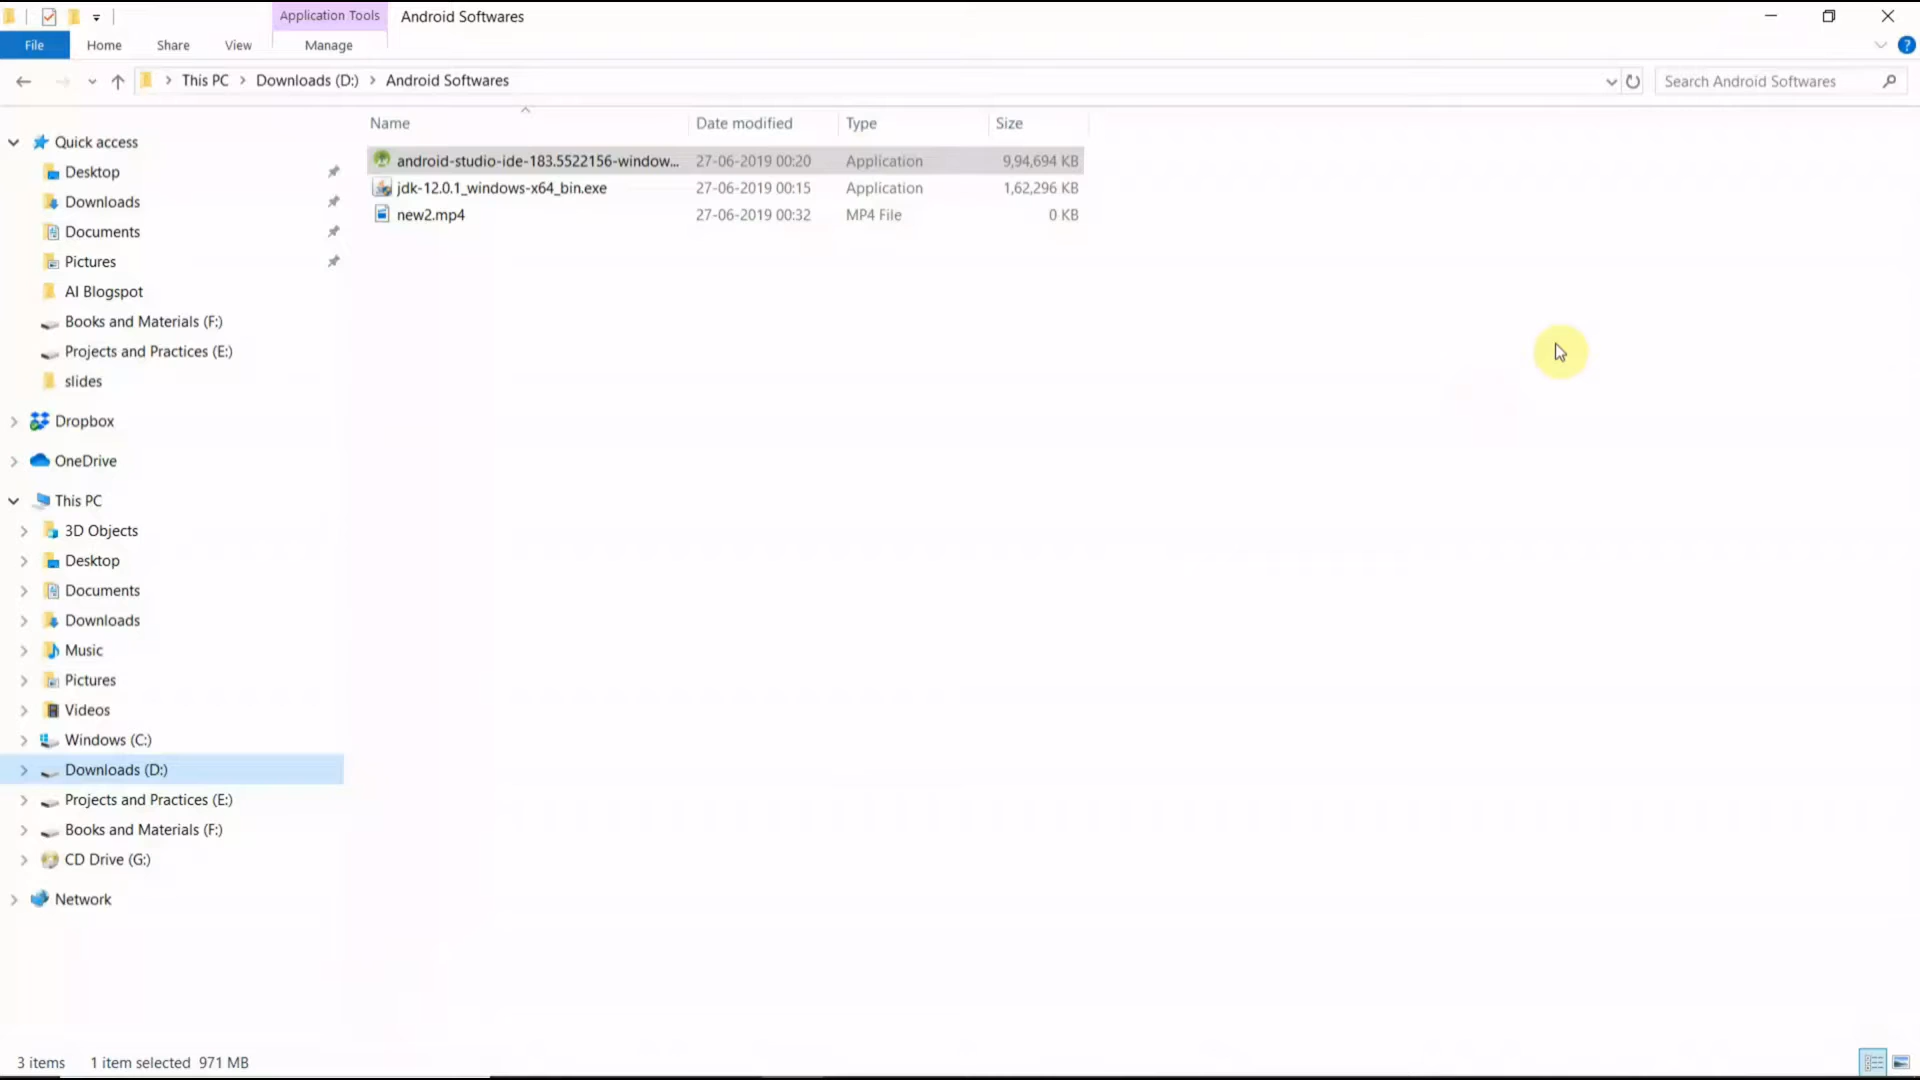 Application Tools
Android Softwares
File
Home
Share
View
Manage
?
This PC
Downloads (D:)
Android Softwares
Search Android Softwares
Name
Date modified
Type
Size
android-studio-ide-183.5522156-window... 27-06-2019 00:20 Application 9,94,694 KB
jdk-12.0.1_windows-x64_bin.exe 27-06-2019 00:15 Application 1,62,296 KB
new2.mp4 27-06-2019 00:32 MP4 File 0 KB
Quick access
Desktop
Downloads
Documents
Pictures
AI Blogspot
Books and Materials (F:)
Projects and Practices (E:)
slides
Dropbox
OneDrive
This PC
3D Objects
Desktop
Documents
Downloads
Music
Pictures
Videos
Windows (C:)
Downloads (D:)
Projects and Practices (E:)
Books and Materials (F:)
CD Drive (G:)
Network
3 items 1 item selected 971 MB